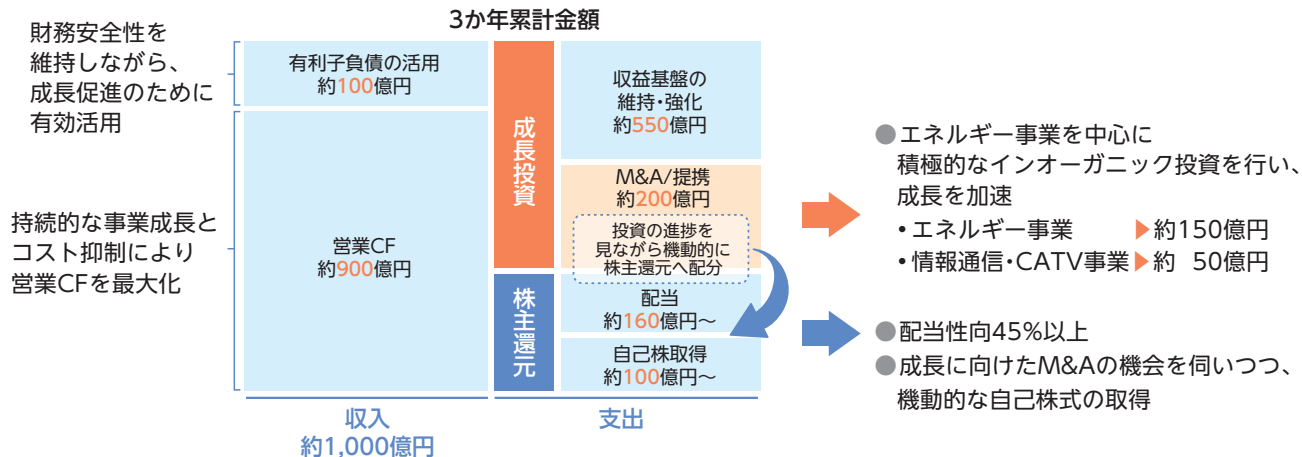 3か年累計金額
財務安全性を
維持しながら、
成長促進のために
有効活用
持続的な事業成長と
コスト抑制により
営業CFを最大化
有利子負債の活用
約100億円
営業CF
約900億円
収入
約1,000億円
成長投資
株主還元
収益基盤の
維持・強化
約550億円
M&A/提携
約200億円
投資の進捗を
見ながら機動的に
株主還元へ配分
配当
約160億円～
自己株取得
約100億円～
支出
●エネルギー事業を中心に
積極的なインオーガニック投資を行い、
成長を加速
•エネルギー事業 ▶約150億円
•情報通信・CATV事業▶約 50億円
●配当性向45%以上
●成長に向けたM&Aの機会を伺いつつ、
機動的な自己株式の取得